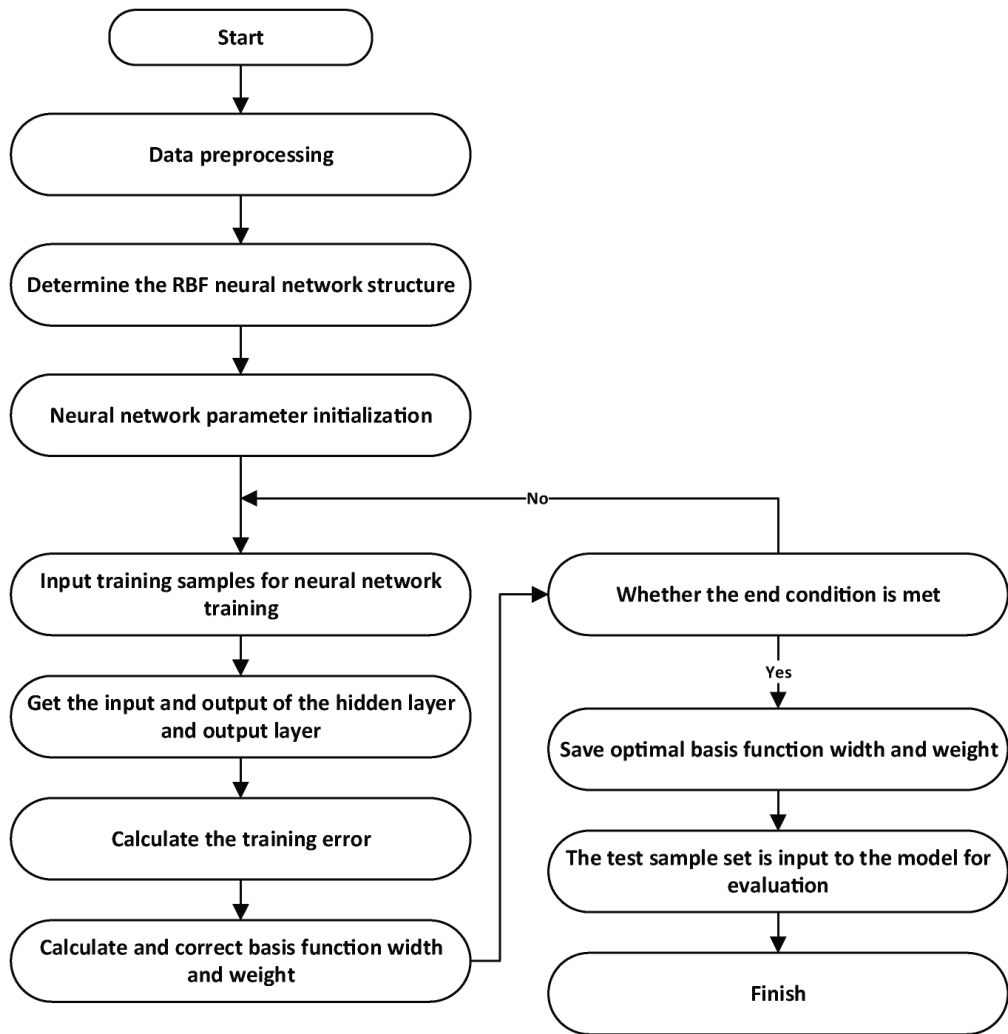 Start
Data preprocessing
Determine the RBF neural network structure
Neural network parameter initialization
No
Input training samples for neural network
training
Get the input and output of the hidden layer
and output layer
Calculate the training error
Calculate and correct basis function width
and weight
Whether the end condition is met
Yes
Save optimal basis function width and weight
The test sample set is input to the model for
evaluation
Finish